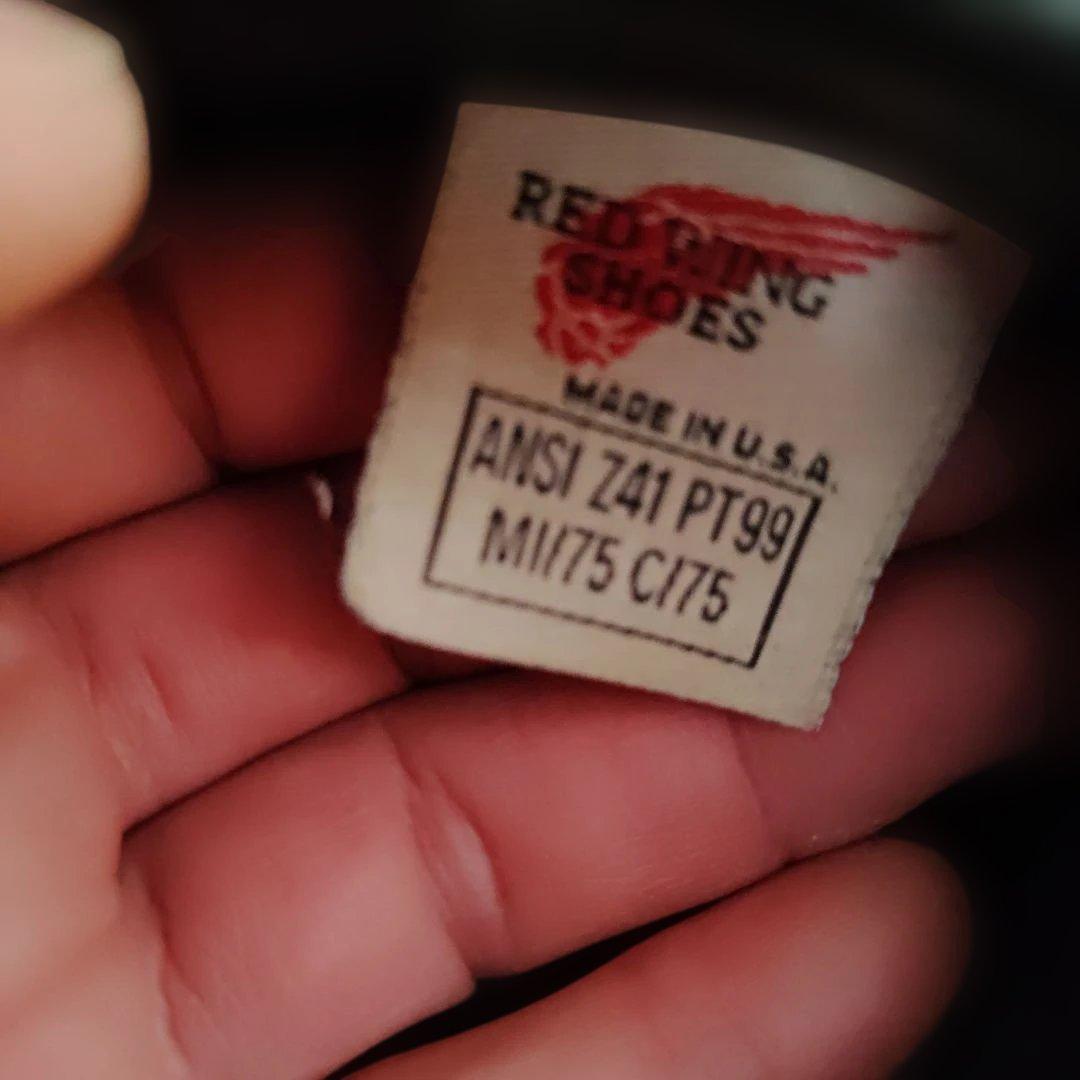 RED WING
SHOES
MADE IN U.S.A.
ANSI Z41 PT99
MI/75 C/75